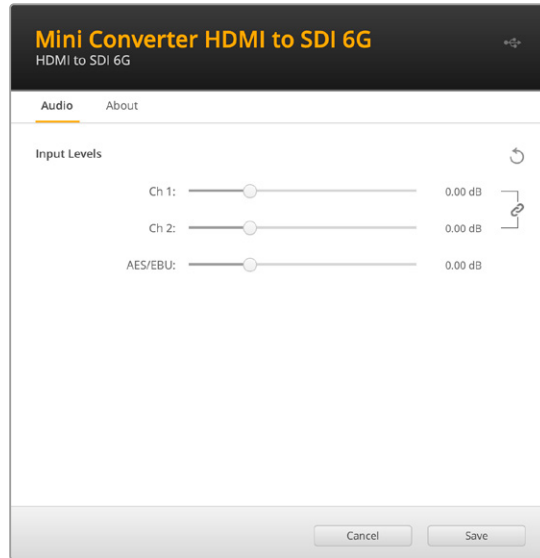 Mini Converter HDMI to SDI 6G
HDMI to SDI 6G
Audio About
Input Levels
Ch 1: 0.00 dB
Ch 2: 0.00 dB
AES/EBU: 0.00 dB
Cancel Save